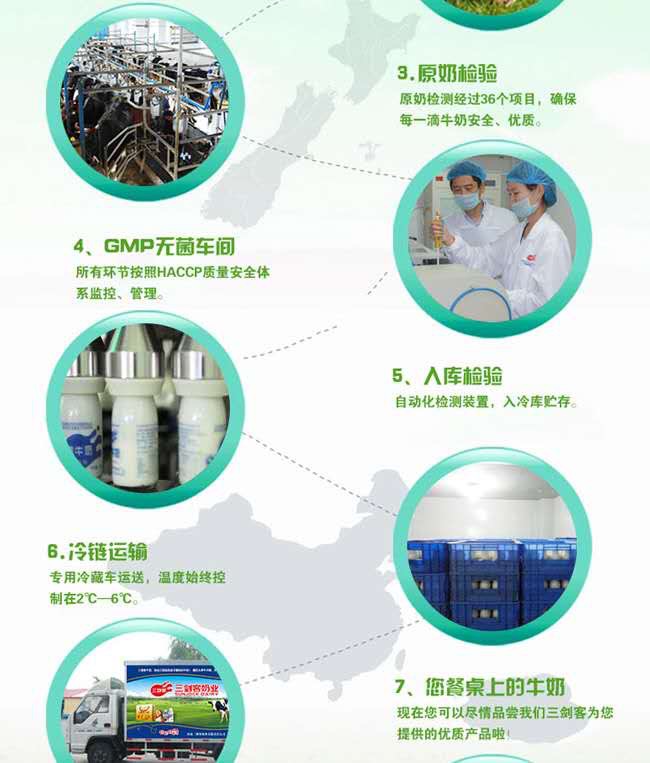 3.原奶检验
原奶检测经过36个项目，确保
每一滴牛奶安全、优质。
4、GMP无菌车间
所有环节按照HACCP质量安全体
系监控、管理。
牛奶
5、入库检验
自动化检测装置，入冷库贮存。
6.冷链运输
专用冷藏车运送，温度始终控
制在2℃—6℃。
三剑客奶业
7、您餐桌上的牛奶
现在您可以尽情品尝我们三剑客为您
提供的优质产品啦！